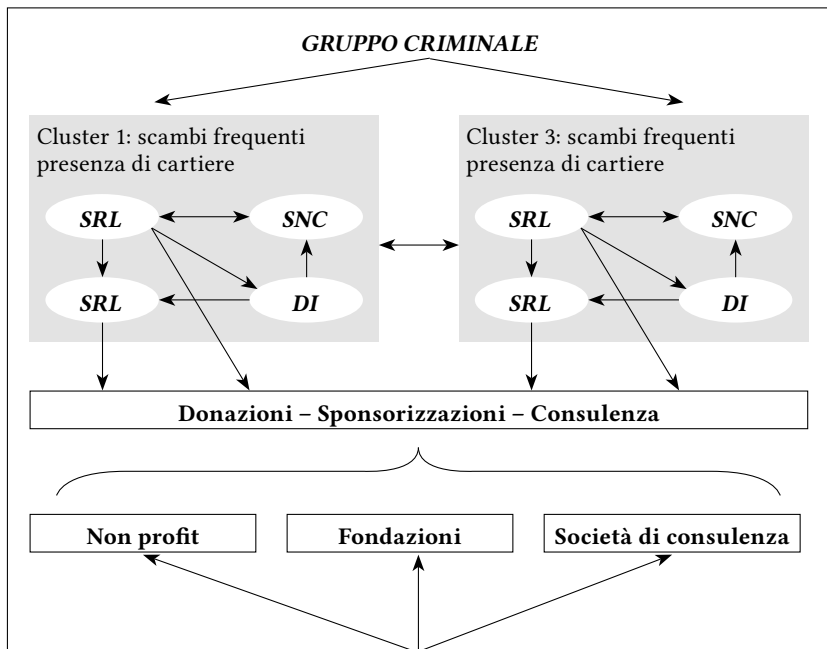 GRUPPO CRIMINALE
Cluster 1: scambi frequenti
presenza di cartiere
SRL
SNC
SRL
DI
Cluster 3: scambi frequenti
presenza di cartiere
SRL
SNC
SRL
DI
Donazioni – Sponsorizzazioni – Consulenza
Non profit
Fondazioni
Società di consulenza